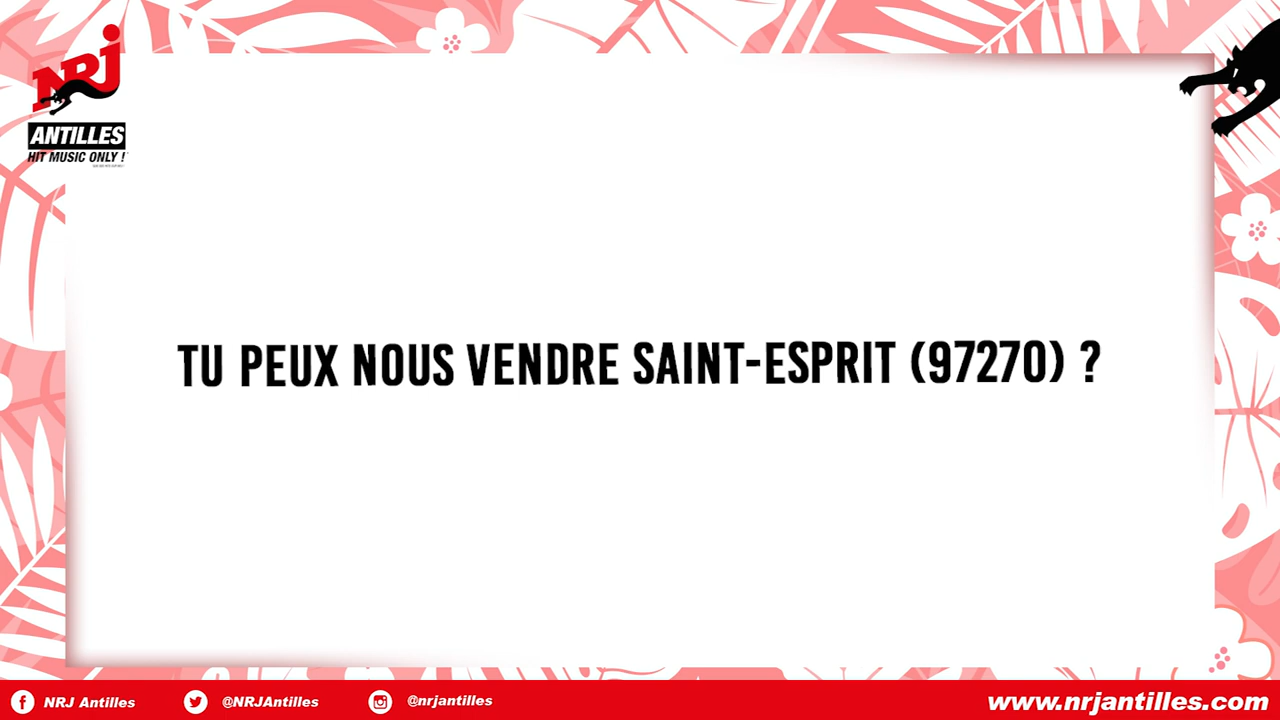 NRJ
ANTILLES
HIT MUSIC ONLY !
TU PEUX NOUS VENDRE SAINT-ESPRIT (97270) ?
NRJ Antilles
@NRJAntilles
@nrjantilles
www.nrjantilles.com